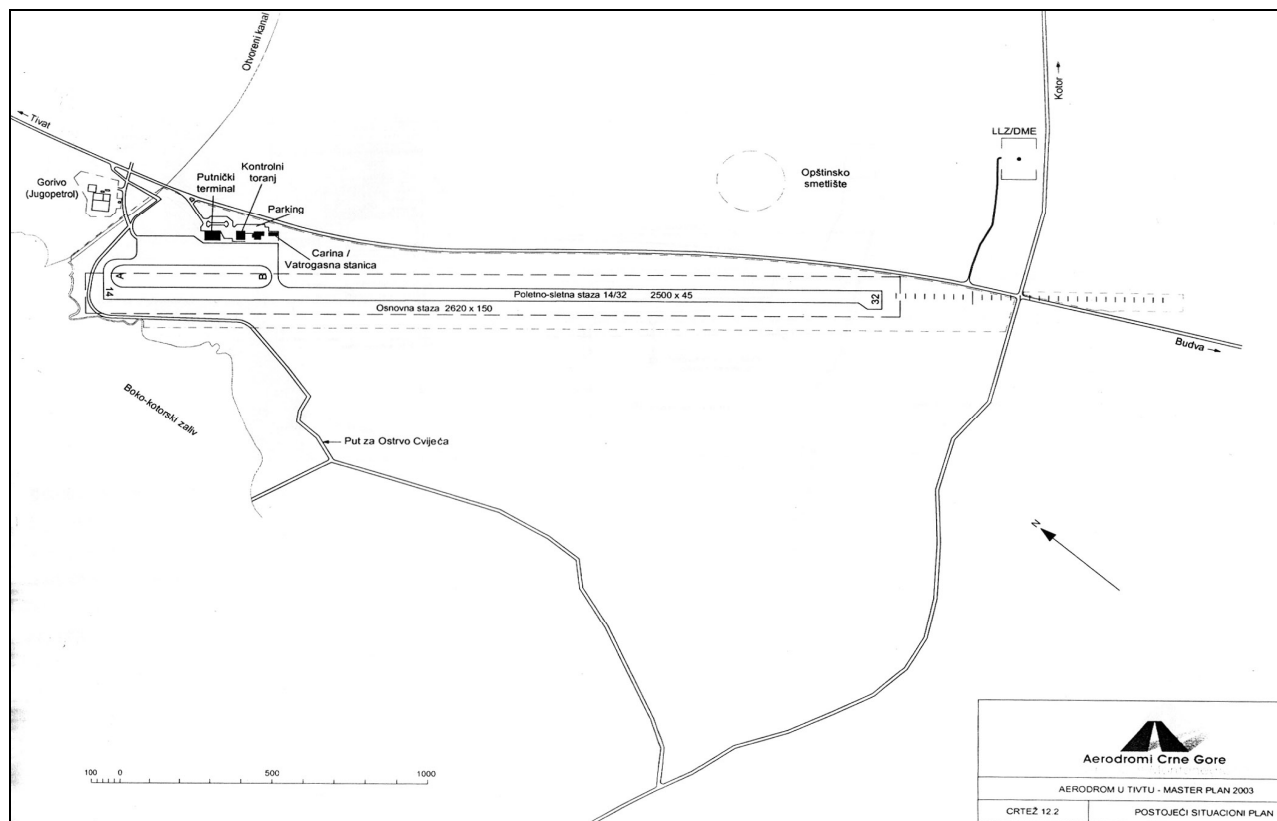 Otvoreni kanal
Kotor →
← Tivat
LLZ/DME
Kontrolni
toranj
Putnički
terminal
Gorivo
(Jugopetrol)
Opštinsko
smetlište
Parking
Carina /
Vatrogasna stanica
A
B
14
Poletno-sletna staza 14/32 2500 x 45
32
Osnovna staza 2620 x 150
Budva →
Boko-kotorski zaliv
Put za Ostrvo Cvijeća
N
100 0 500 1000
Aerodromi Crne Gore
AERODROM U TIVTU - MASTER PLAN 2003
CRTEŽ 12.2 POSTOJEĆI SITUACIONI PLAN